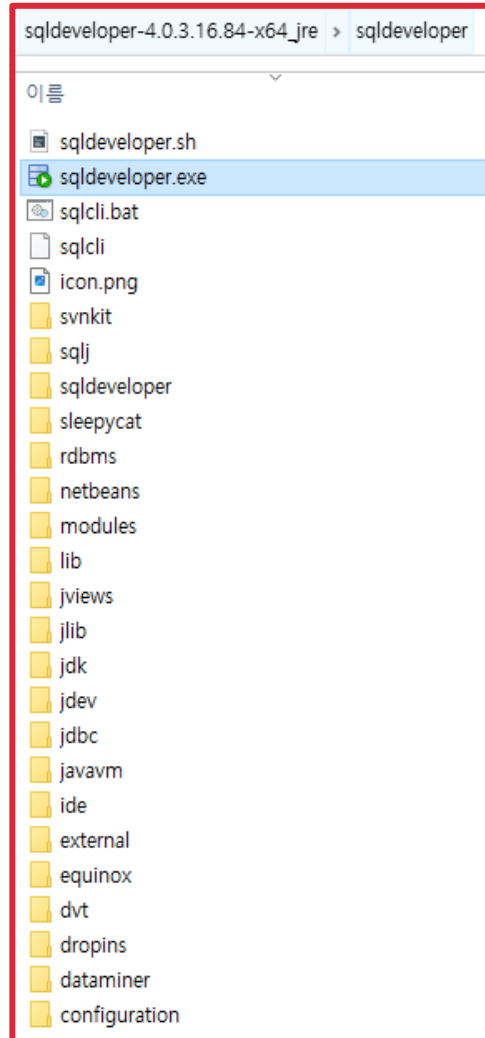 sqldeveloper-4.0.3.16.84-x64_jre > sqldeveloper
이름
sqldeveloper.sh
sqldeveloper.exe
sqlcli.bat
sqlcli
icon.png
svnkit
sqlj
sqldeveloper
sleepycat
rdbms
netbeans
modules
lib
jviews
jlib
jdk
jdev
jdbc
javavm
ide
external
equinox
dvt
dropins
dataminer
configuration